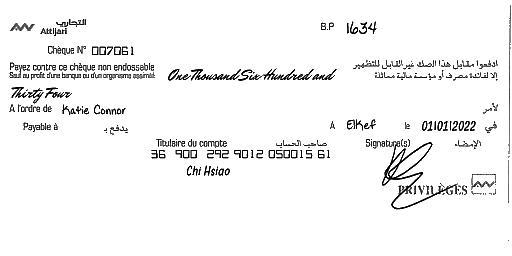 التجاري
Attijari
B.P 1634
Chèque N° 007061
Payez contre ce chèque non endossable
Sauf au profit d'une banque ou d'un organisme assimilé
One Thousand Six Hundred and
ادفعوا مقابل هذا الصك غير القابل للتظهير
إلا لفائدة مصرف أو مؤسسة مالية مماثلة
Thirty Four
A l'ordre de Katie Connor
لأمر
Payable à
يدفع بـ
A ElKef le 01/01/2022 في
Titulaire du compte صاحب الحساب
Signature(s) الإمضاء
36 900 292 9012 050015 61
Chi Hsiao
PRIVILÈGES